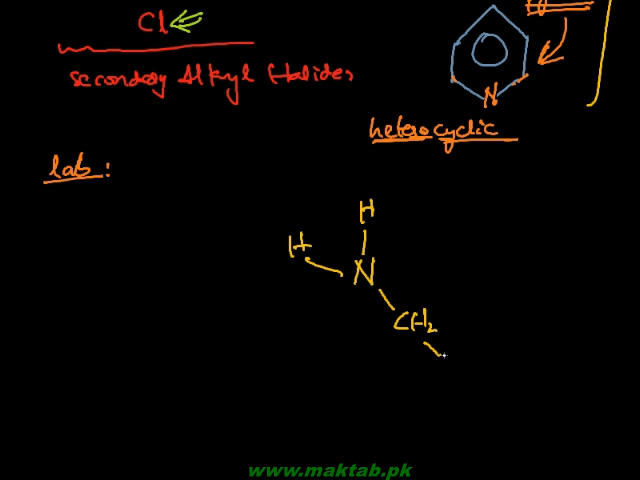 Cl
secondary Alkyl Halides
N
heterocyclic
lab :
H
H
N
CH2
www.maktab.pk